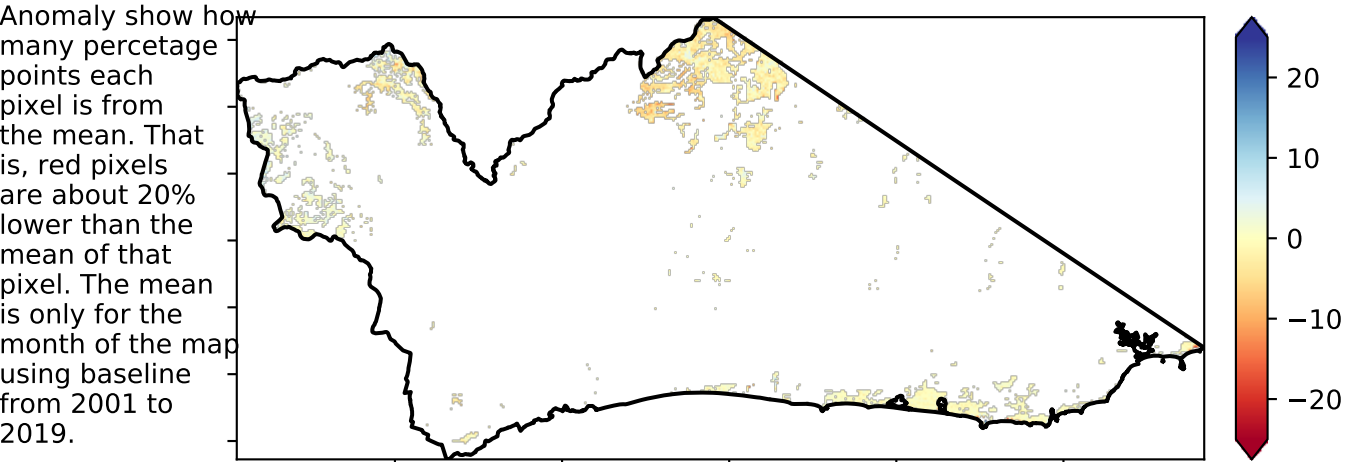 Anomaly show how
many percetage
points each
pixel is from
the mean. That
is, red pixels
are about 20%
lower than the
mean of that
pixel. The mean
is only for the
month of the map
using baseline
from 2001 to
2019.
20
10
0
−10
−20